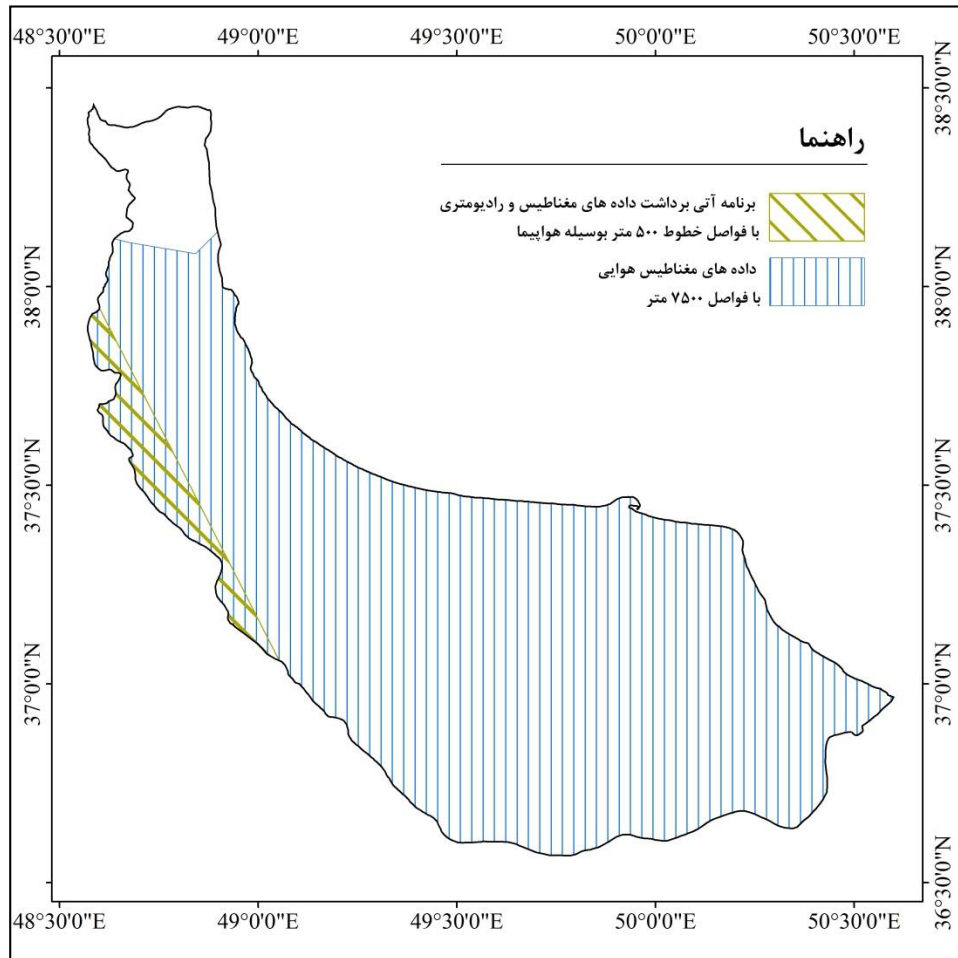 48°30'0"E 49°0'0"E 49°30'0"E 50°0'0"E 50°30'0"E
38°30'0"N
38°0'0"N
37°30'0"N
37°0'0"N
36°30'0"N
38°30'0"N
38°0'0"N
37°30'0"N
37°0'0"N
راهنما
برنامه آتی برداشت داده های مغناطیس و رادیومتری
با فواصل خطوط ۵۰۰ متر بوسیله هواپیما
داده های مغناطیس هوایی
با فواصل ۷۵۰۰ متر
48°30'0"E 49°0'0"E 49°30'0"E 50°0'0"E 50°30'0"E